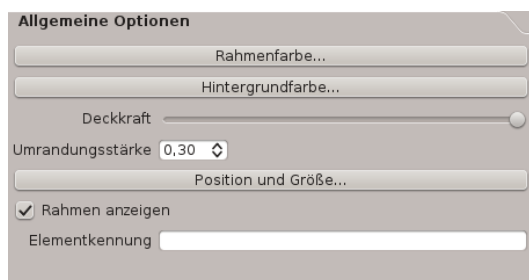 Allgemeine Optionen
Rahmenfarbe...
Hintergrundfarbe...
Deckkraft
Umrandungsstärke 0,30
Position und Größe...
Rahmen anzeigen
Elementkennung